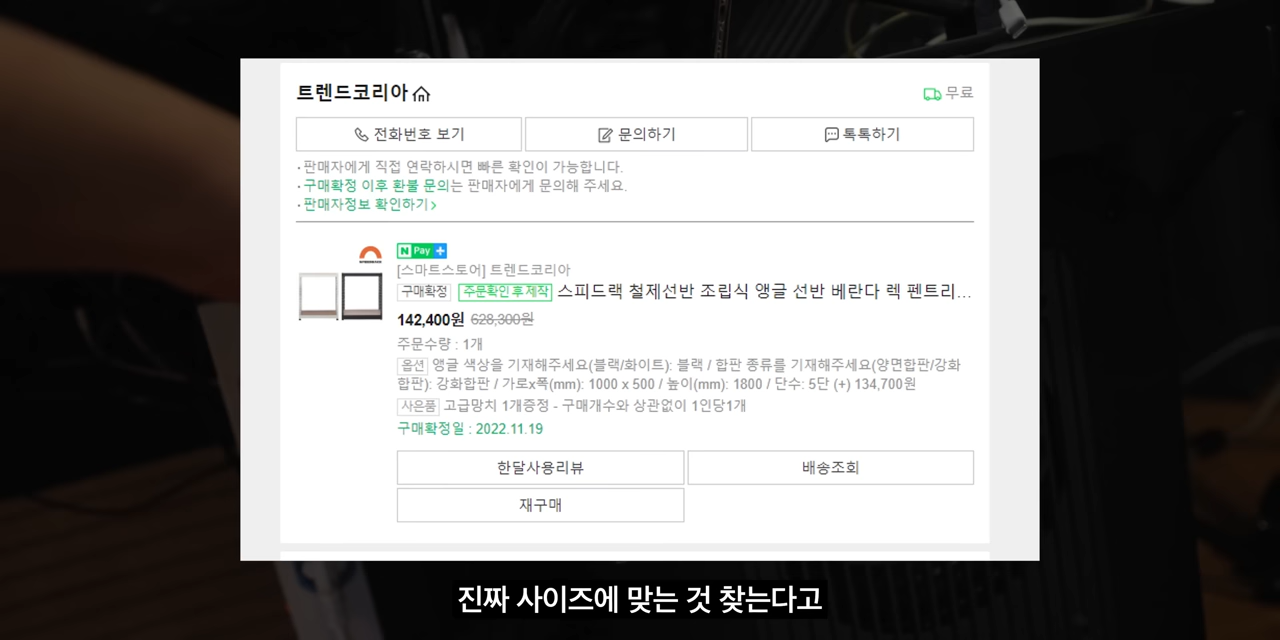 트렌드코리아
무료
전화번호 보기
문의하기
톡톡하기
· 판매자에게 직접 연락하시면 빠른 확인이 가능합니다.
· 구매확정 이후 환불 문의는 판매자에게 문의해 주세요.
· 판매자정보 확인하기 >
N Pay +
[스마트스토어] 트렌드코리아
구매확정 주문확인 후 제작 스피드랙 철제선반 조립식 앵글 선반 베란다 렉 펜트리...
142,400원 628,300원
주문수량 : 1개
옵션 앵글 색상을 기재해주세요(블랙/화이트): 블랙 / 합판 종류를 기재해주세요(양면합판/강화
합판): 강화합판 / 가로x폭(mm): 1000 x 500 / 높이(mm): 1800 / 단수: 5단 (+) 134,700원
사은품 고급망치 1개증정 - 구매개수와 상관없이 1인당1개
구매확정일 : 2022.11.19
한달사용리뷰
배송조회
재구매
진짜 사이즈에 맞는 것 찾는다고